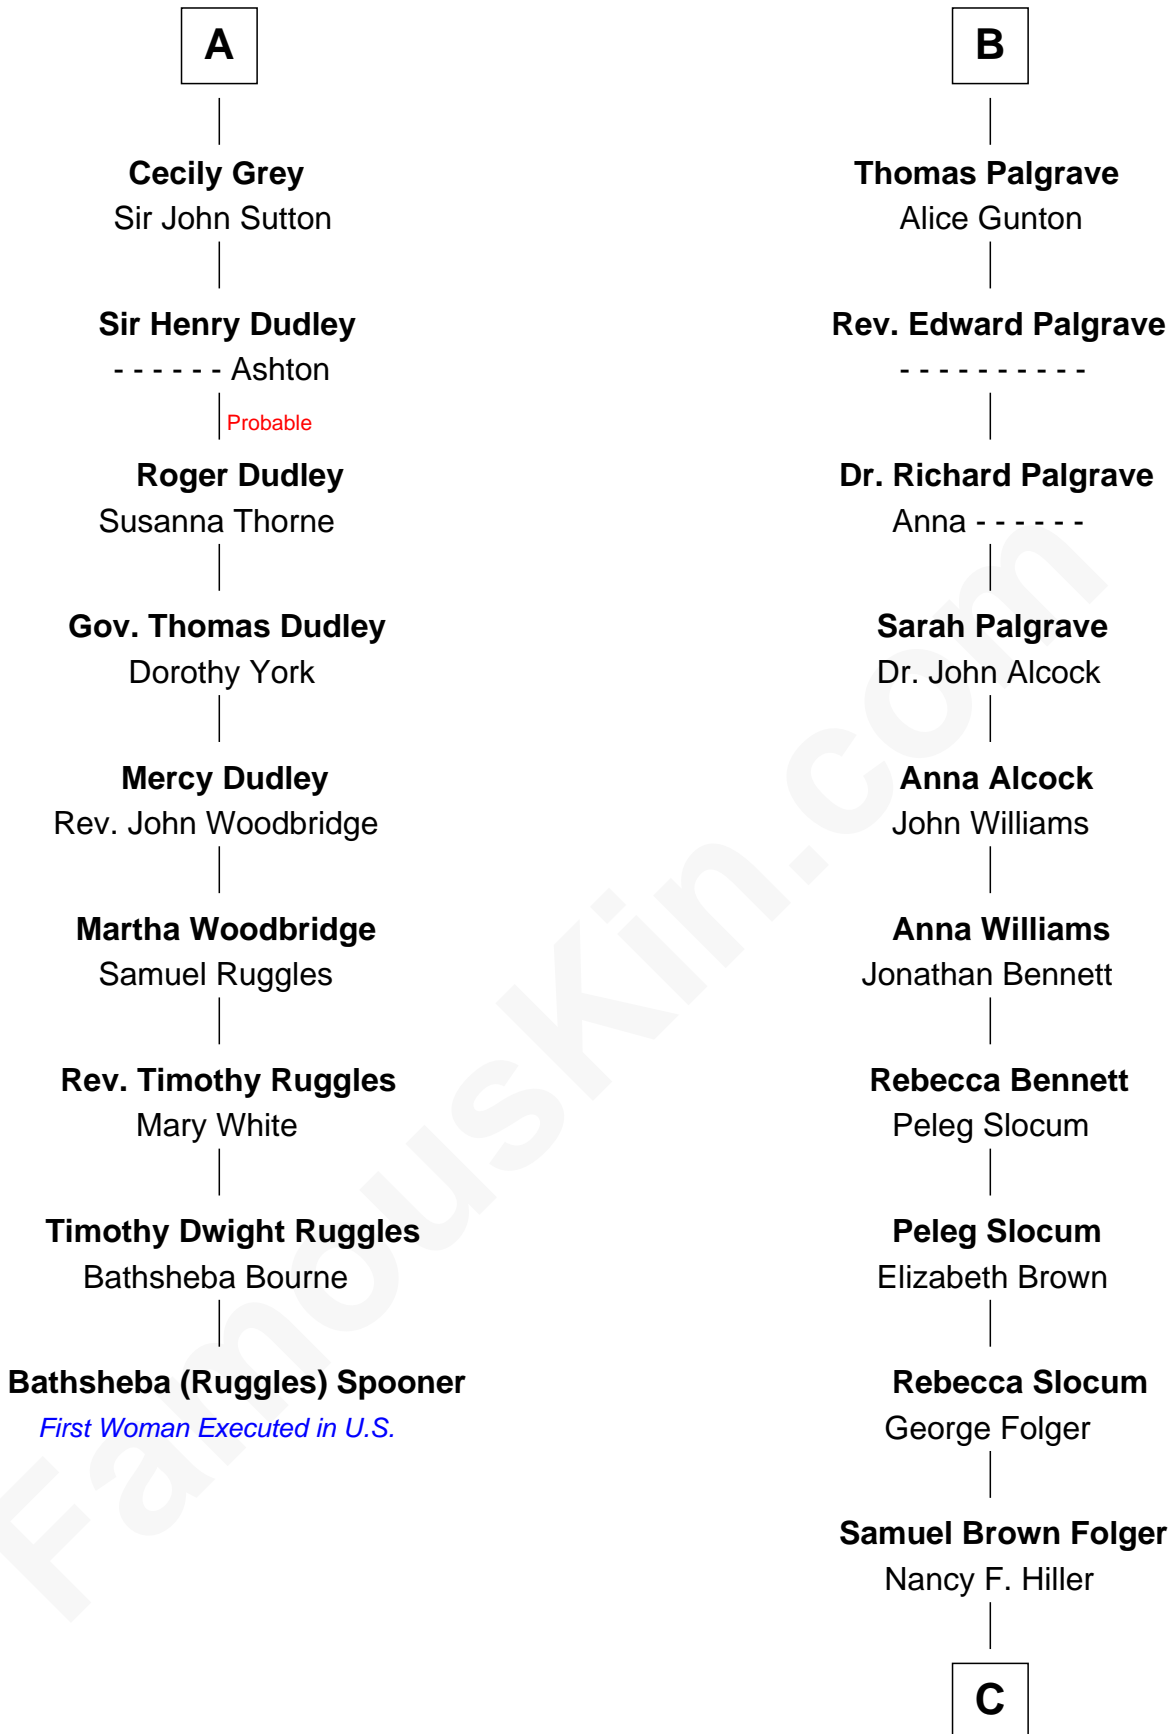 A
Cecily Grey
Sir John Sutton
Sir Henry Dudley
- - - - - - Ashton
Probable
Roger Dudley
Susanna Thorne
Gov. Thomas Dudley
Dorothy York
Mercy Dudley
Rev. John Woodbridge
Martha Woodbridge
Samuel Ruggles
Rev. Timothy Ruggles
Mary White
Timothy Dwight Ruggles
Bathsheba Bourne
Bathsheba (Ruggles) Spooner
First Woman Executed in U.S.
B
Thomas Palgrave
Alice Gunton
Rev. Edward Palgrave
- - - - - - - - - -
Dr. Richard Palgrave
Anna - - - - - -
Sarah Palgrave
Dr. John Alcock
Anna Alcock
John Williams
Anna Williams
Jonathan Bennett
Rebecca Bennett
Peleg Slocum
Peleg Slocum
Elizabeth Brown
Rebecca Slocum
George Folger
Samuel Brown Folger
Nancy F. Hiller
C
FamousKin.com